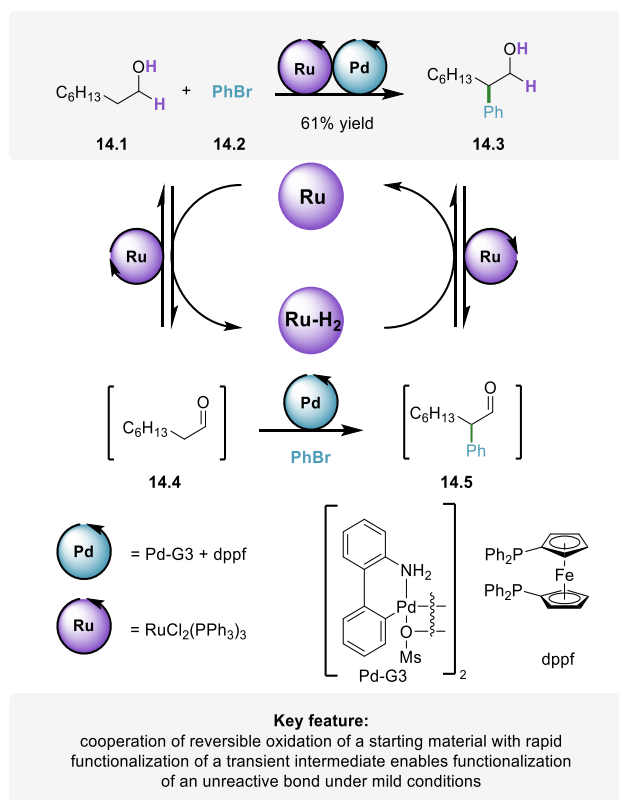 OH
C6H13
H
14.1
+
PhBr
14.2
Ru Pd
61% yield
OH
C6H13
H
Ph
14.3
Ru
Ru
Ru
Ru-H2
O
C6H13
14.4
Pd
PhBr
O
C6H13
Ph
14.5
Pd = Pd-G3 + dppf
Ru = RuCl2(PPh3)3
NH2
Pd
O
Ms
2
Pd-G3
Ph2P
Fe
Ph2P
dppf
Key feature:
cooperation of reversible oxidation of a starting material with rapid
functionalization of a transient intermediate enables functionalization
of an unreactive bond under mild conditions